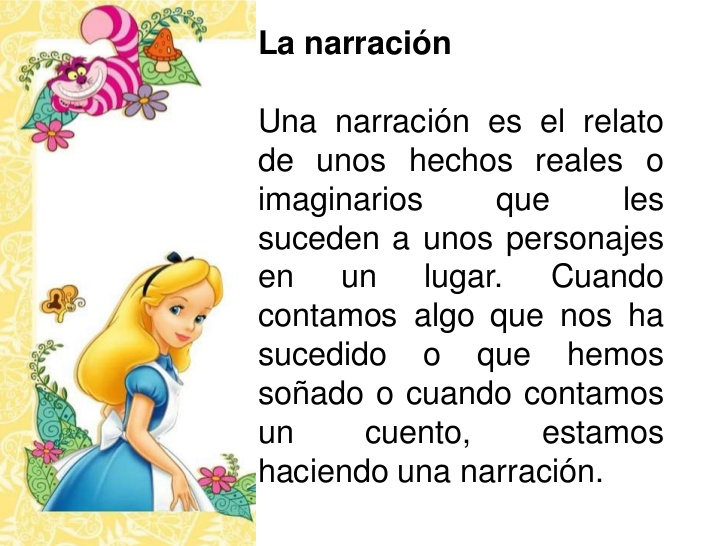 La narración
Una narración es el relato
de unos hechos reales o
imaginarios que les
suceden a unos personajes
en un lugar. Cuando
contamos algo que nos ha
sucedido o que hemos
soñado o cuando contamos
un cuento, estamos
haciendo una narración.